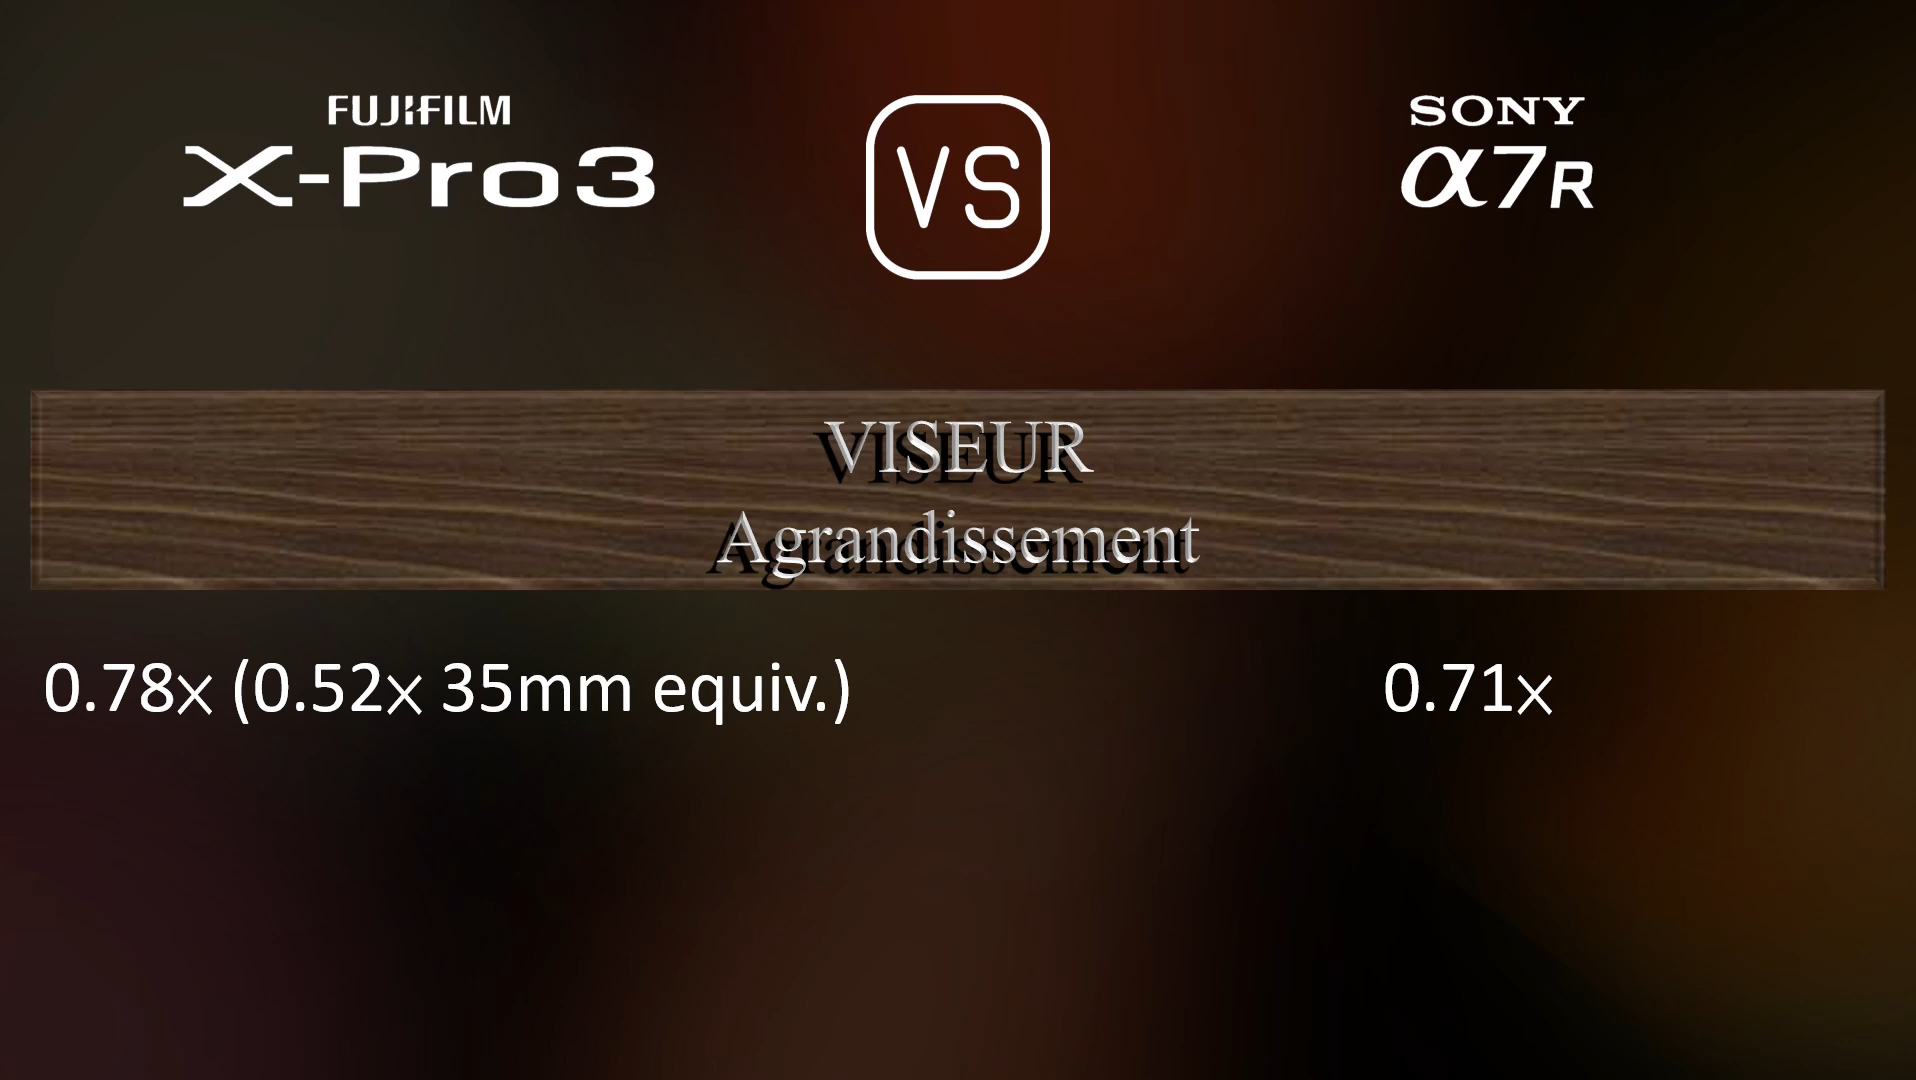 FUJIFILM
X-Pro3
VS
SONY
α7R
VISEUR
Agrandissement
0.78x (0.52x 35mm equiv.)
0.71x